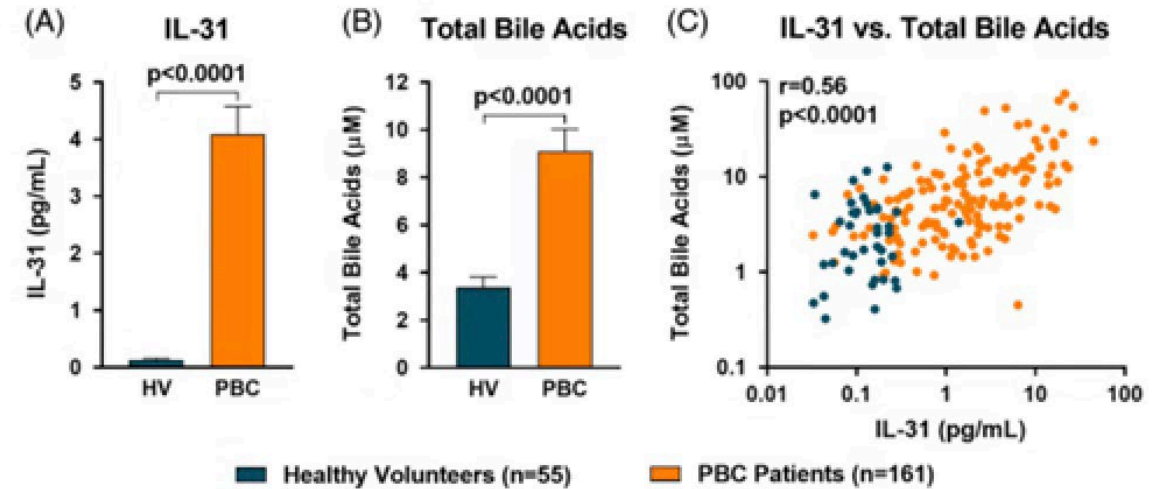 (A) IL-31
p<0.0001
IL-31 (pg/mL)
5
4
3
2
1
0
HV PBC
(B) Total Bile Acids
p<0.0001
Total Bile Acids (μM)
12
10
8
6
4
2
0
HV PBC
(C) IL-31 vs. Total Bile Acids
r=0.56
p<0.0001
Total Bile Acids (μM)
100
10
1
0.1
0.01 0.1 1 10 100
IL-31 (pg/mL)
Healthy Volunteers (n=55) PBC Patients (n=161)